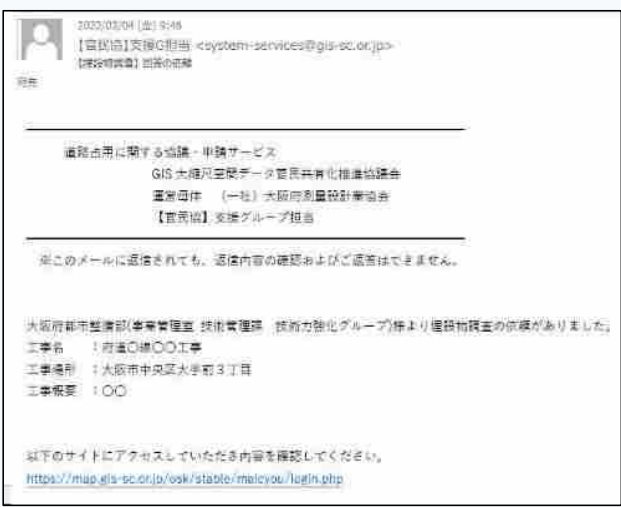 2022/03/04 (金) 9:46
【官民協】支援G担当 <system-services@gis-sc.or.jp>
【埋設物調査】回答の依頼
宛先
道路占用に関する協議・申請サービス
GIS大縮尺空間データ官民共有化推進協議会
運営母体 (一社)大阪府測量設計業協会
【官民協】支援グループ担当
※このメールに返信されても、返信内容の確認およびご返答はできません。
大阪府都市整備部(事業管理室 技術管理課 技術力強化グループ)様より埋設物調査の依頼がありました。
工事名 :府道○線○○工事
工事場所 :大阪市中央区大手前3丁目
工事概要 :○○
以下のサイトにアクセスしていただき内容を確認してください。
https://map.gis-sc.or.jp/osk/stable/maicyou/login.php